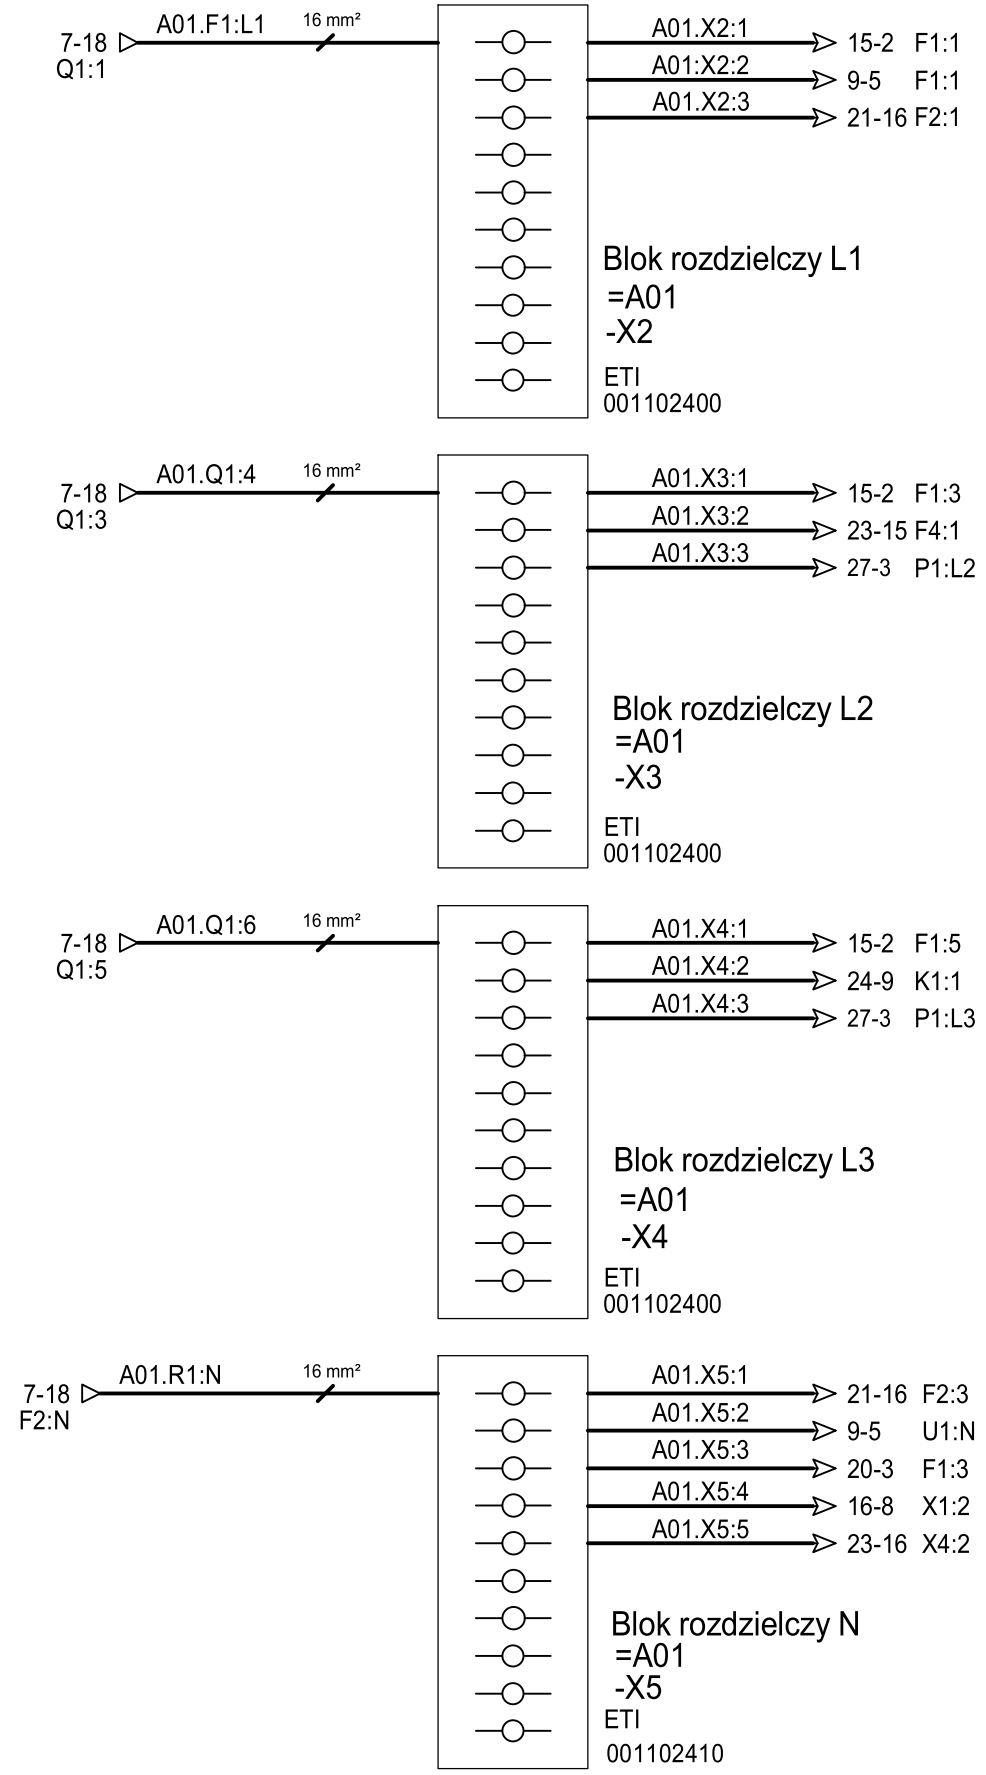 A01.F1:L1 16 mm²
7-18
Q1:1
A01.X2:1
15-2 F1:1
A01:X2:2
9-5 F1:1
A01.X2:3
21-16 F2:1
Blok rozdzielczy L1
=A01
-X2
ETI
001102400
A01.Q1:4 16 mm²
7-18
Q1:3
A01.X3:1
15-2 F1:3
A01.X3:2
23-15 F4:1
A01.X3:3
27-3 P1:L2
Blok rozdzielczy L2
=A01
-X3
ETI
001102400
A01.Q1:6 16 mm²
7-18
Q1:5
A01.X4:1
15-2 F1:5
A01.X4:2
24-9 K1:1
A01.X4:3
27-3 P1:L3
Blok rozdzielczy L3
=A01
-X4
ETI
001102400
A01.R1:N 16 mm²
7-18
F2:N
A01.X5:1
21-16 F2:3
A01.X5:2
9-5 U1:N
A01.X5:3
20-3 F1:3
A01.X5:4
16-8 X1:2
A01.X5:5
23-16 X4:2
Blok rozdzielczy N
=A01
-X5
ETI
001102410